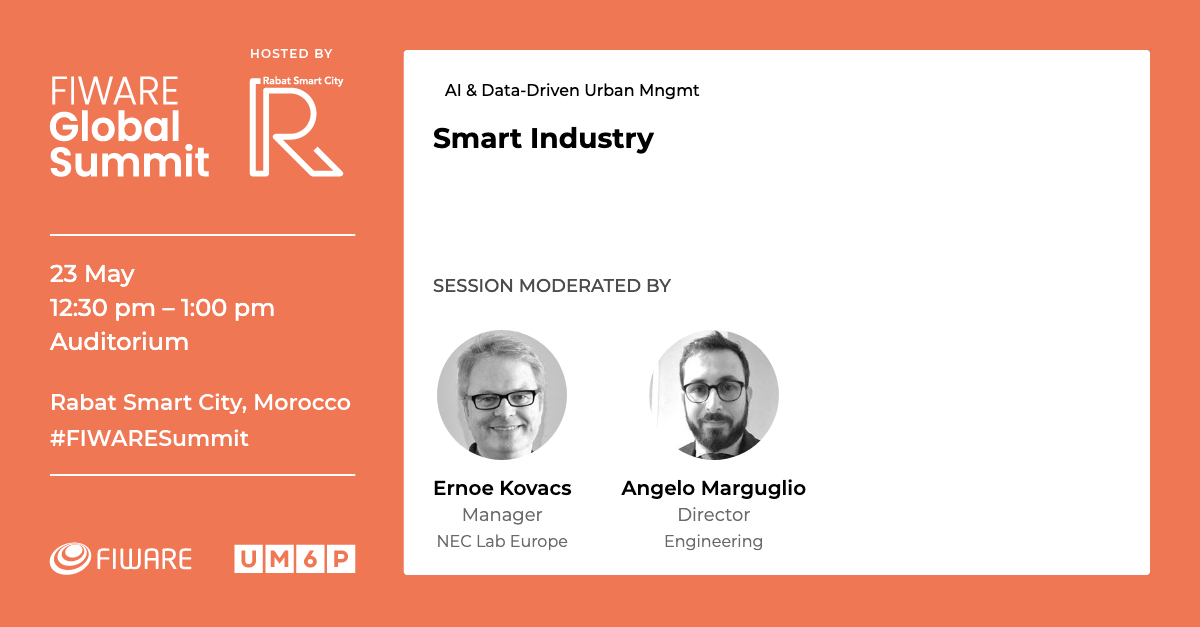 HOSTED BY
FIWARE
Global
Summit
Rabat Smart City
R
23 May
12:30 pm – 1:00 pm
Auditorium
Rabat Smart City, Morocco
#FIWARESummit
FIWARE
UM6P
AI & Data-Driven Urban Mngmt
Smart Industry
SESSION MODERATED BY
Ernoe Kovacs
Manager
NEC Lab Europe
Angelo Marguglio
Director
Engineering